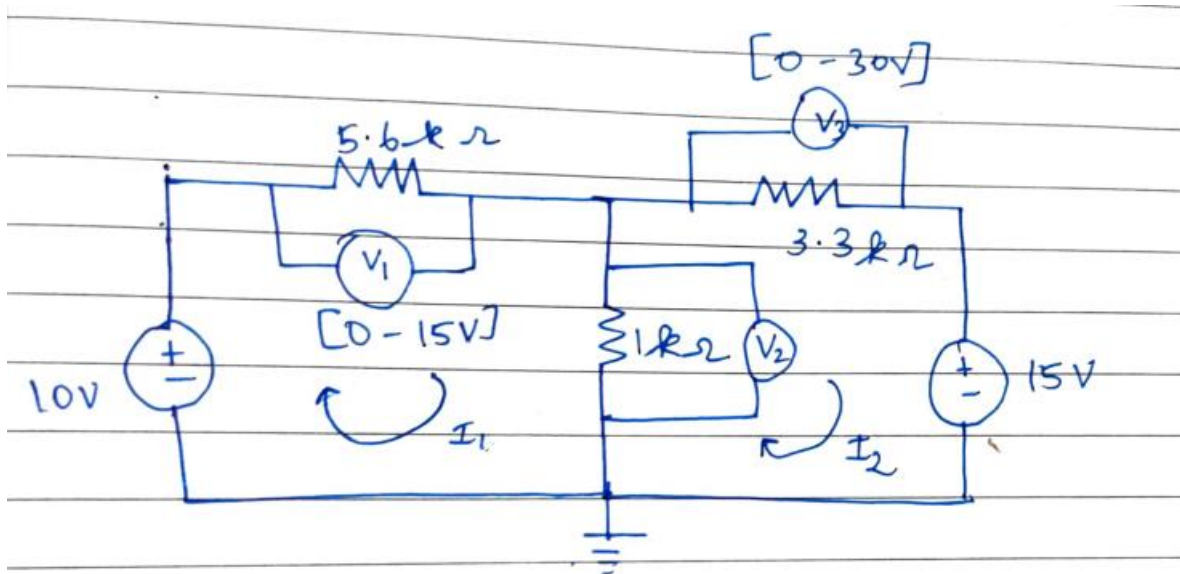 [0-30V]
V3
5.6kΩ
3.3kΩ
V1
[0-15V]
1kΩ
V2
+
-
10V
+
-
15V
I1
I2